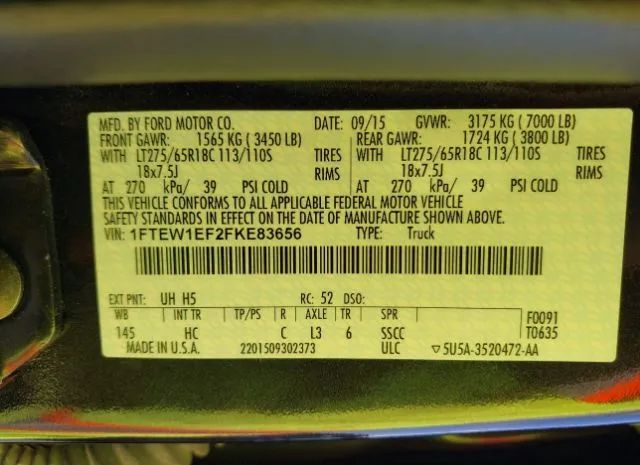 MFD. BY FORD MOTOR CO. DATE: 09/15 GVWR: 3175 KG ( 7000 LB)
FRONT GAWR: 1565 KG ( 3450 LB) REAR GAWR: 1724 KG ( 3800 LB)
WITH LT275/65R18C 113/110S TIRES WITH LT275/65R18C 113/110S TIRES
18x7.5J RIMS 18x7.5J RIMS
AT 270 kPa/ 39 PSI COLD AT 270 kPa/ 39 PSI COLD
THIS VEHICLE CONFORMS TO ALL APPLICABLE FEDERAL MOTOR VEHICLE
SAFETY STANDARDS IN EFFECT ON THE DATE OF MANUFACTURE SHOWN ABOVE.
VIN: 1FTEW1EF2FKE83656 TYPE: Truck
EXT PNT: UH H5 RC: 52 DSO:
WB INT TR TP/PS R AXLE TR SPR F0091
145 HC C L3 6 SSCC T0635
MADE IN U.S.A. 2201509302373 ULC ▽5U5A-3520472-AA